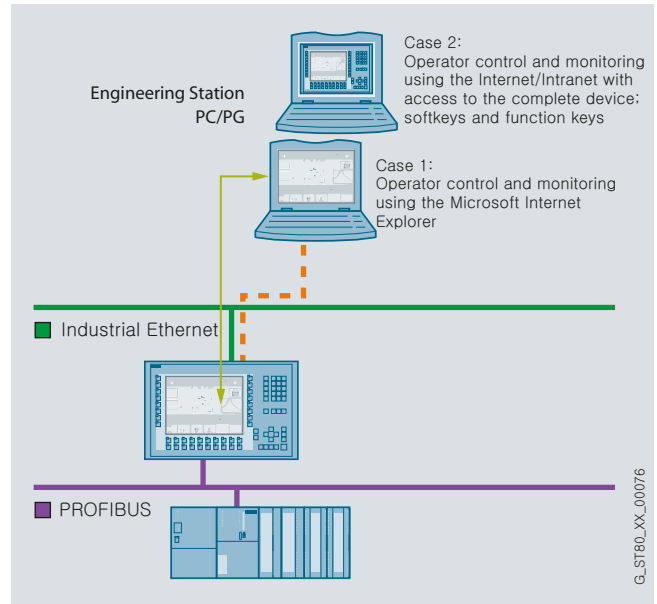 Case 2:
Operator control and monitoring
using the Internet/Intranet with
access to the complete device;
softkeys and function keys
Engineering Station
PC/PG
Case 1:
Operator control and monitoring
using the Microsoft Internet
Explorer
Industrial Ethernet
PROFIBUS
G_ST80_XX_00076